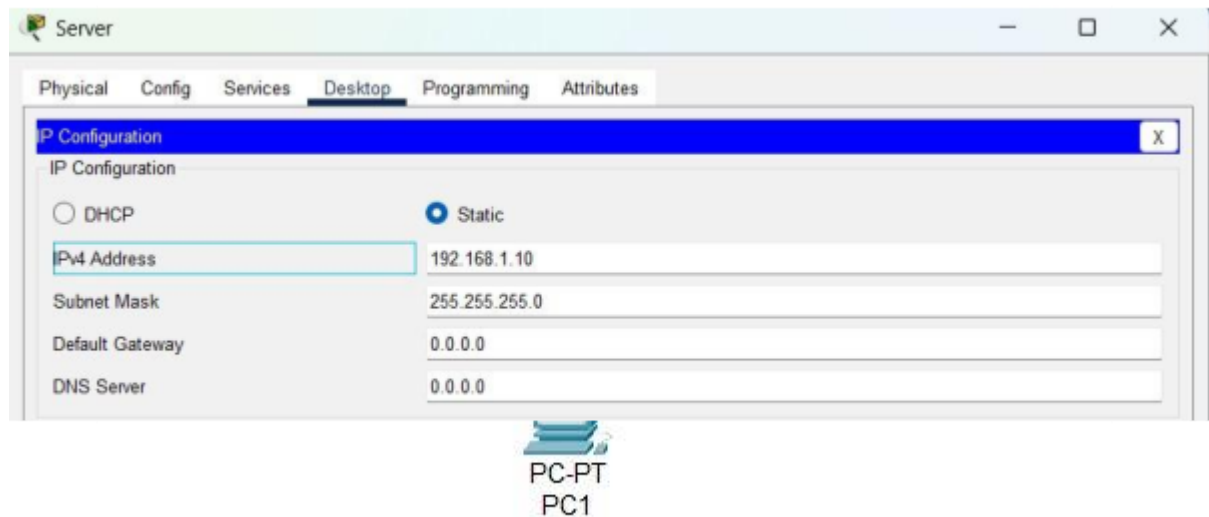 Server
Physical Config Services Desktop Programming Attributes
IP Configuration X
IP Configuration
DHCP Static
IPv4 Address 192.168.1.10
Subnet Mask 255.255.255.0
Default Gateway 0.0.0.0
DNS Server 0.0.0.0
PC-PT
PC1